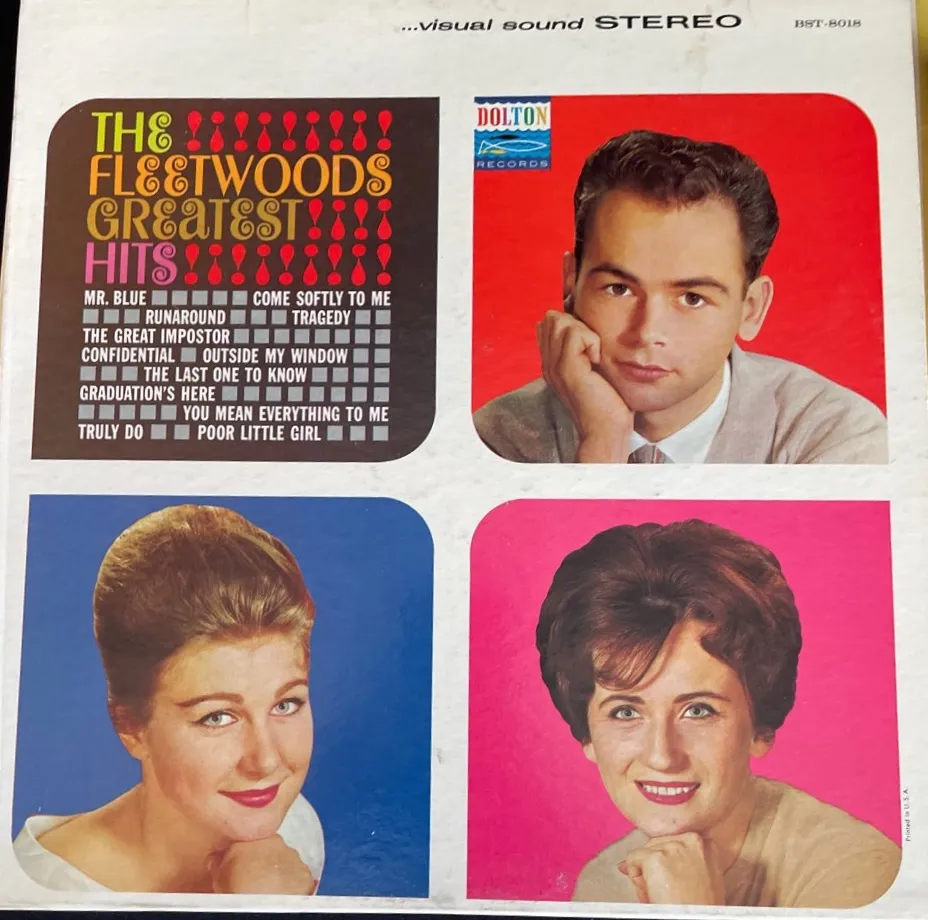 ...visual sound STEREO
BST-8018
THE !!!!!!!!
FLEETWOODS
GREATEST !!!!
HITS !!!!!!!!
MR. BLUE COME SOFTLY TO ME
RUNAROUND TRAGEDY
THE GREAT IMPOSTOR
CONFIDENTIAL OUTSIDE MY WINDOW
THE LAST ONE TO KNOW
GRADUATION'S HERE
YOU MEAN EVERYTHING TO ME
TRULY DO POOR LITTLE GIRL
DOLTON
RECORDS
Printed in U.S.A.